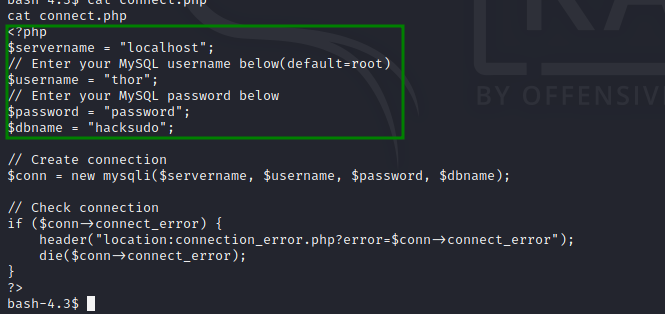 bash-4.3$ cat connect.php
cat connect.php
<?php
$servername = "localhost";
// Enter your MySQL username below(default=root)
$username = "thor";
// Enter your MySQL password below
$password = "password";
$dbname = "hacksudo";
// Create connection
$conn = new mysqli($servername, $username, $password, $dbname);
// Check connection
if ($conn→connect_error) {
    header("location:connection_error.php?error=$conn→connect_error");
    die($conn→connect_error);
}
?>
bash-4.3$
BY OFFENSIV